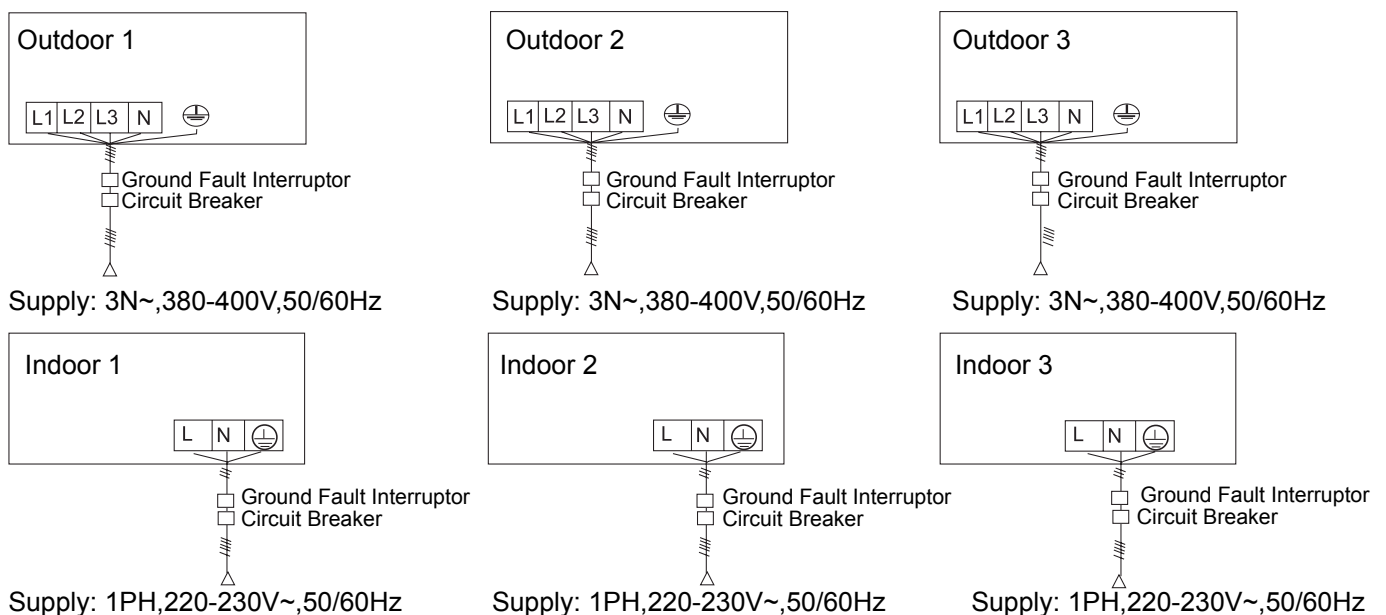 Outdoor 1
L1 L2 L3 N
Ground Fault Interruptor
Circuit Breaker
Supply: 3N~,380-400V,50/60Hz
Outdoor 2
L1 L2 L3 N
Ground Fault Interruptor
Circuit Breaker
Supply: 3N~,380-400V,50/60Hz
Outdoor 3
L1 L2 L3 N
Ground Fault Interruptor
Circuit Breaker
Supply: 3N~,380-400V,50/60Hz
Indoor 1
L N
Ground Fault Interruptor
Circuit Breaker
Supply: 1PH,220-230V~,50/60Hz
Indoor 2
L N
Ground Fault Interruptor
Circuit Breaker
Supply: 1PH,220-230V~,50/60Hz
Indoor 3
L N
Ground Fault Interruptor
Circuit Breaker
Supply: 1PH,220-230V~,50/60Hz